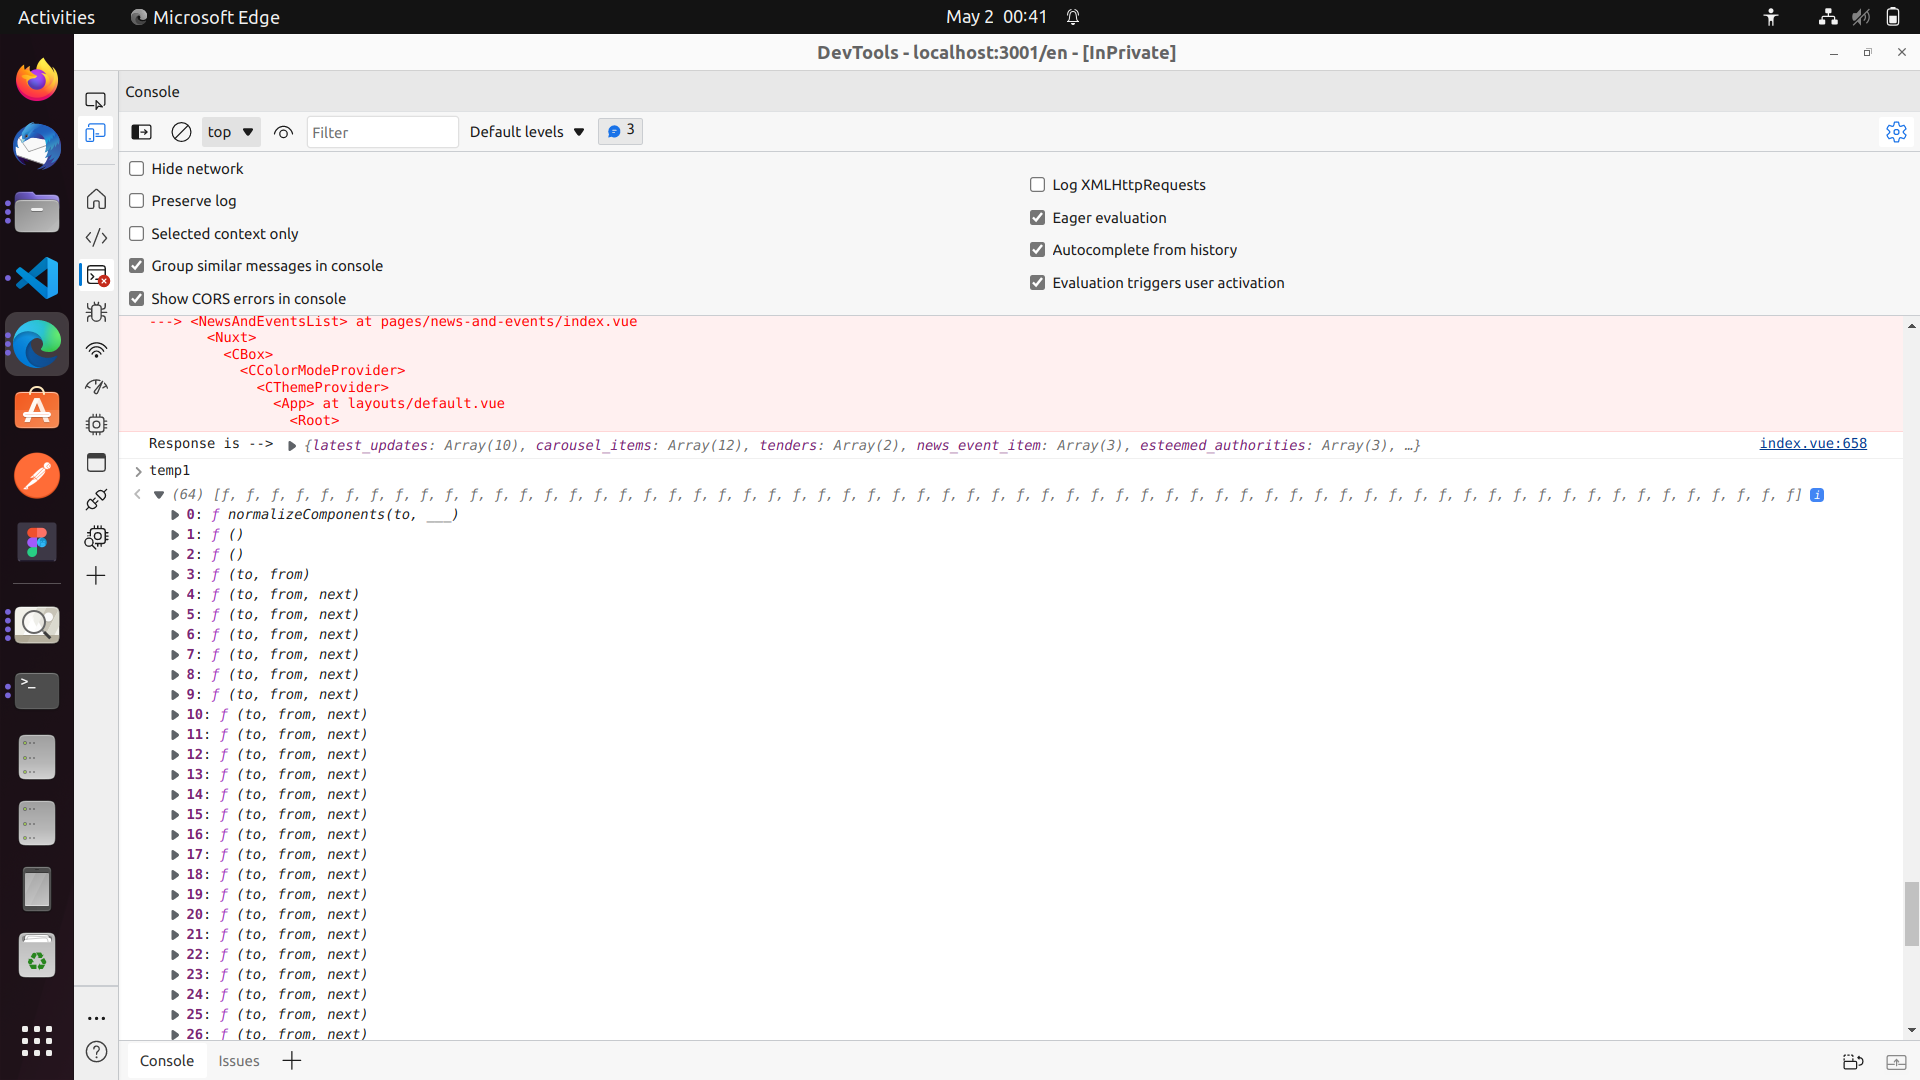 Activities
Microsoft Edge
May 2 00:41
DevTools - localhost:3001/en - [InPrivate]
Console
top
Filter
Default levels
3
Hide network
Preserve log
Selected context only
Group similar messages in console
Show CORS errors in console
Log XMLHttpRequests
Eager evaluation
Autocomplete from history
Evaluation triggers user activation
---> <NewsAndEventsList> at pages/news-and-events/index.vue
<Nuxt>
<CBox>
<CColorModeProvider>
<CThemeProvider>
<App> at layouts/default.vue
<Root>
Response is --> {latest_updates: Array(10), carousel_items: Array(12), tenders: Array(2), news_event_item: Array(3), esteemed_authorities: Array(3), …} index.vue:658
temp1
(64) [f, f, f, f, f, f, f, f, f, f, f, f, f, f, f, f, f, f, f, f, f, f, f, f, f, f, f, f, f, f, f, f, f, f, f, f, f, f, f, f, f, f, f, f, f, f, f, f, f, f, f, f, f, f, f, f, f, f, f, f, f, f, f, f] i
0: f normalizeComponents(to, ___)
1: f ()
2: f ()
3: f (to, from)
4: f (to, from, next)
5: f (to, from, next)
6: f (to, from, next)
7: f (to, from, next)
8: f (to, from, next)
9: f (to, from, next)
10: f (to, from, next)
11: f (to, from, next)
12: f (to, from, next)
13: f (to, from, next)
14: f (to, from, next)
15: f (to, from, next)
16: f (to, from, next)
17: f (to, from, next)
18: f (to, from, next)
19: f (to, from, next)
20: f (to, from, next)
21: f (to, from, next)
22: f (to, from, next)
23: f (to, from, next)
24: f (to, from, next)
25: f (to, from, next)
26: f (to, from, next)
Console
Issues